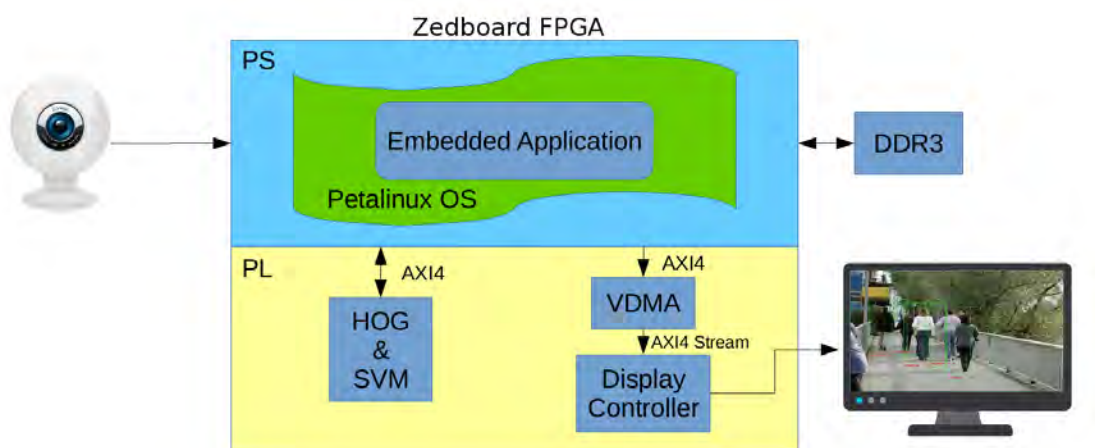 Zedboard FPGA
PS
Embedded Application
Petalinux OS
DDR3
PL
AXI4
HOG
&
SVM
AXI4
VDMA
AXI4 Stream
Display
Controller